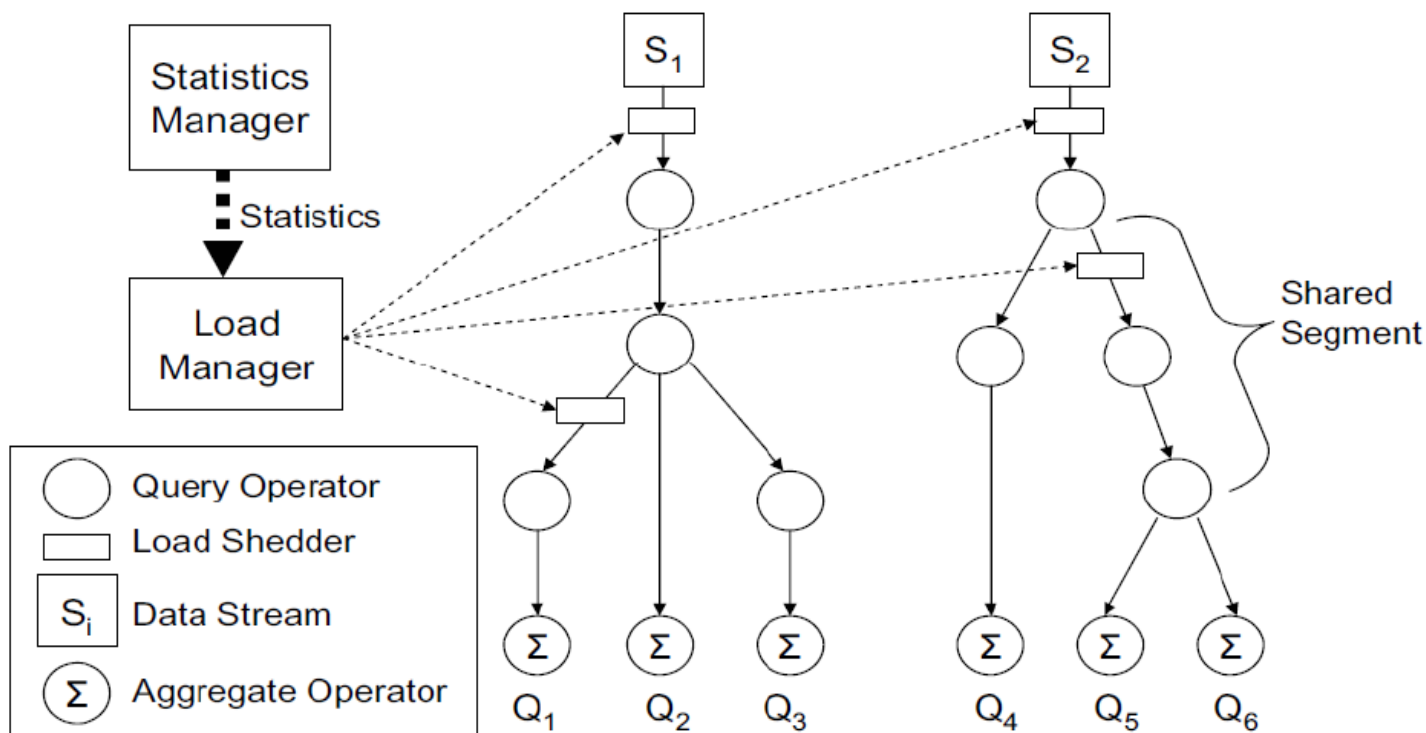 Statistics
Manager
Statistics
Load
Manager
S1
S2
Shared
Segment
Query Operator
Load Shedder
Si
Data Stream
Σ
Aggregate Operator
Σ
Σ
Σ
Σ
Σ
Σ
Q1
Q2
Q3
Q4
Q5
Q6